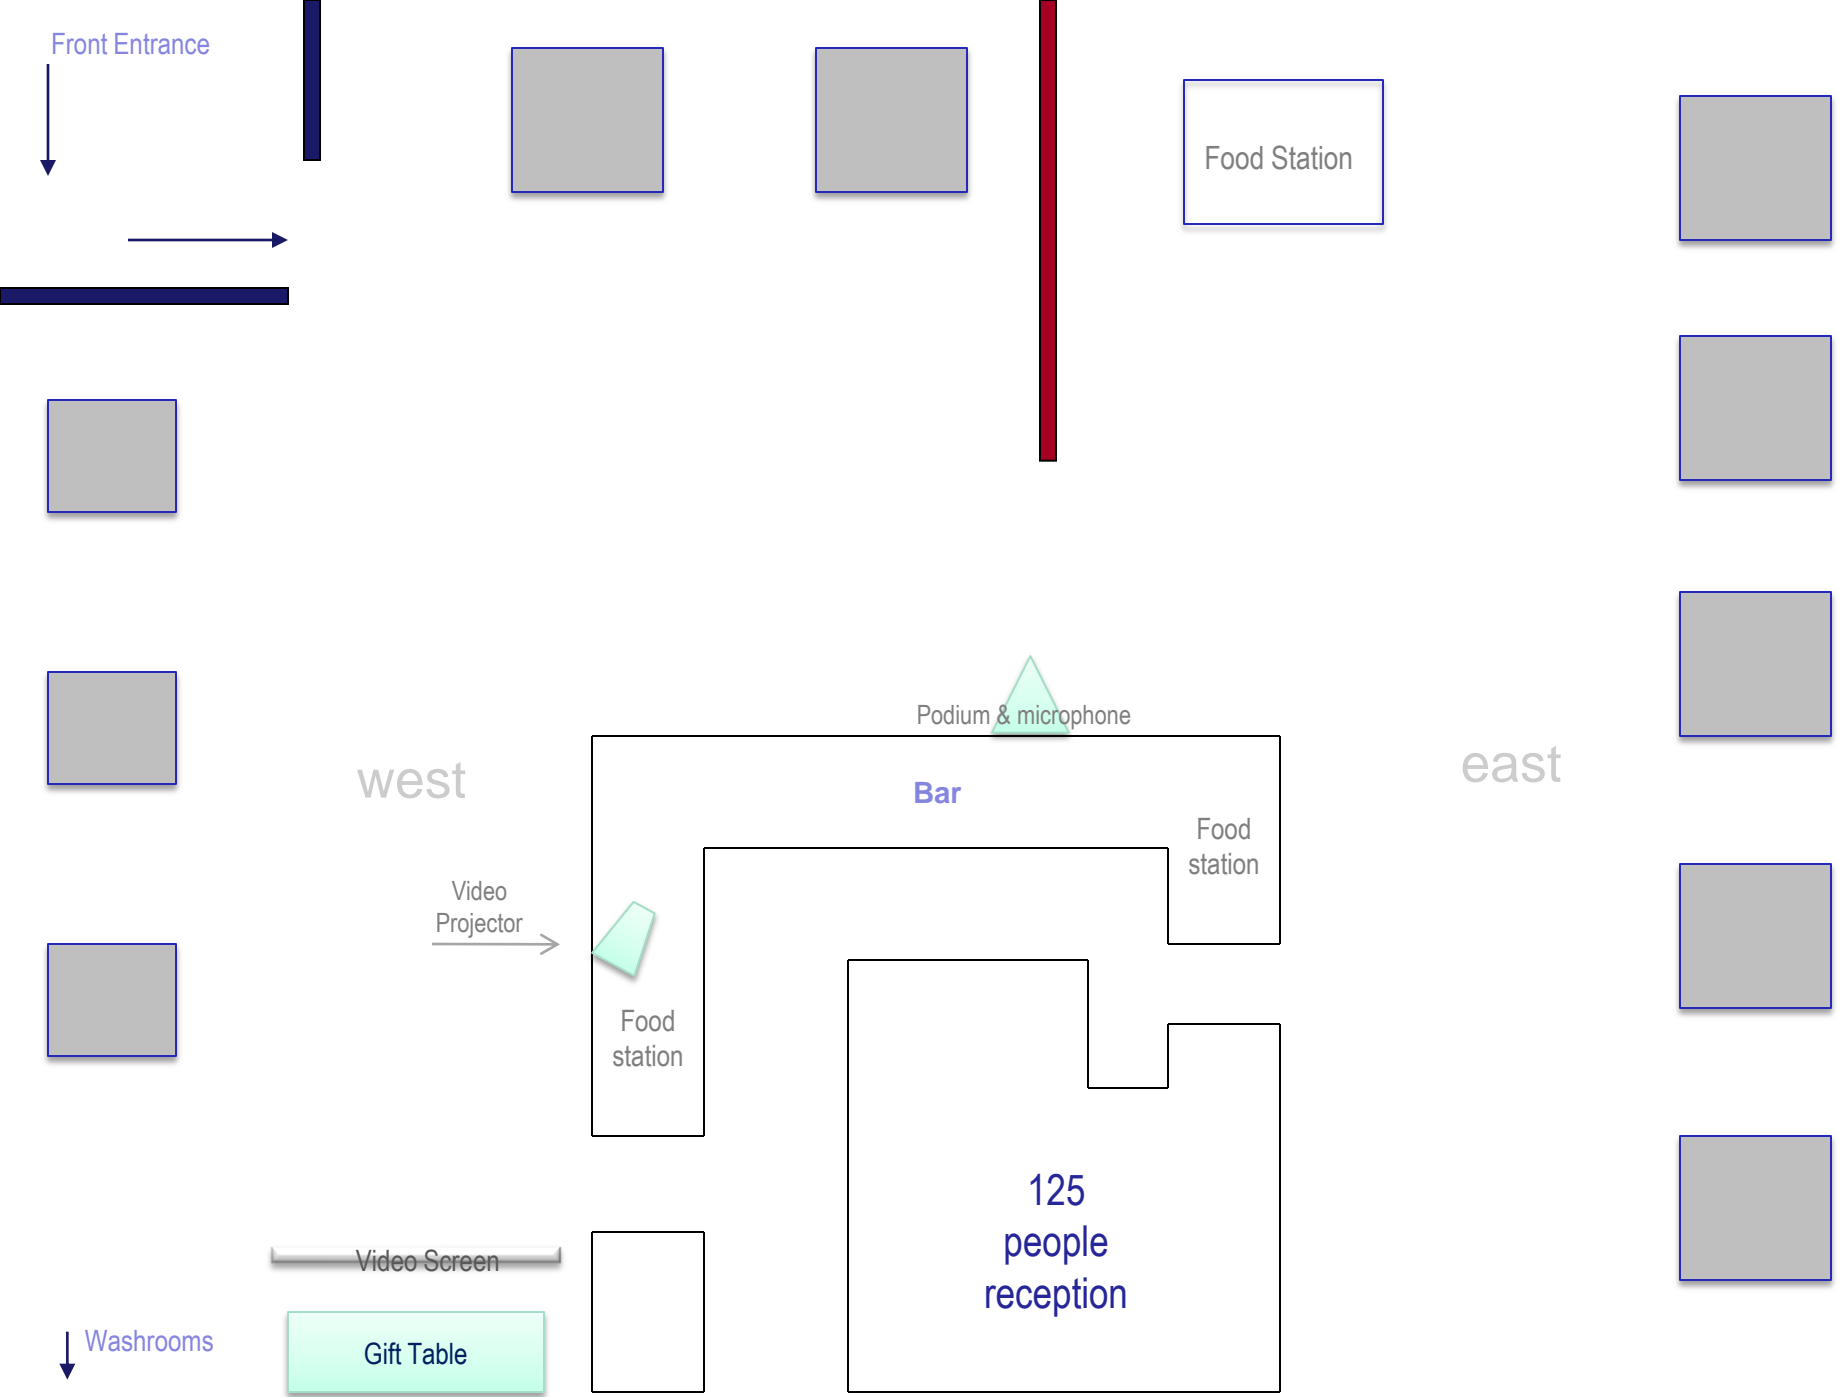 Front Entrance
Food Station
Podium & microphone
west
Bar
east
Food
station
Video
Projector
Food
station
125
people
reception
Video Screen
Washrooms
Gift Table